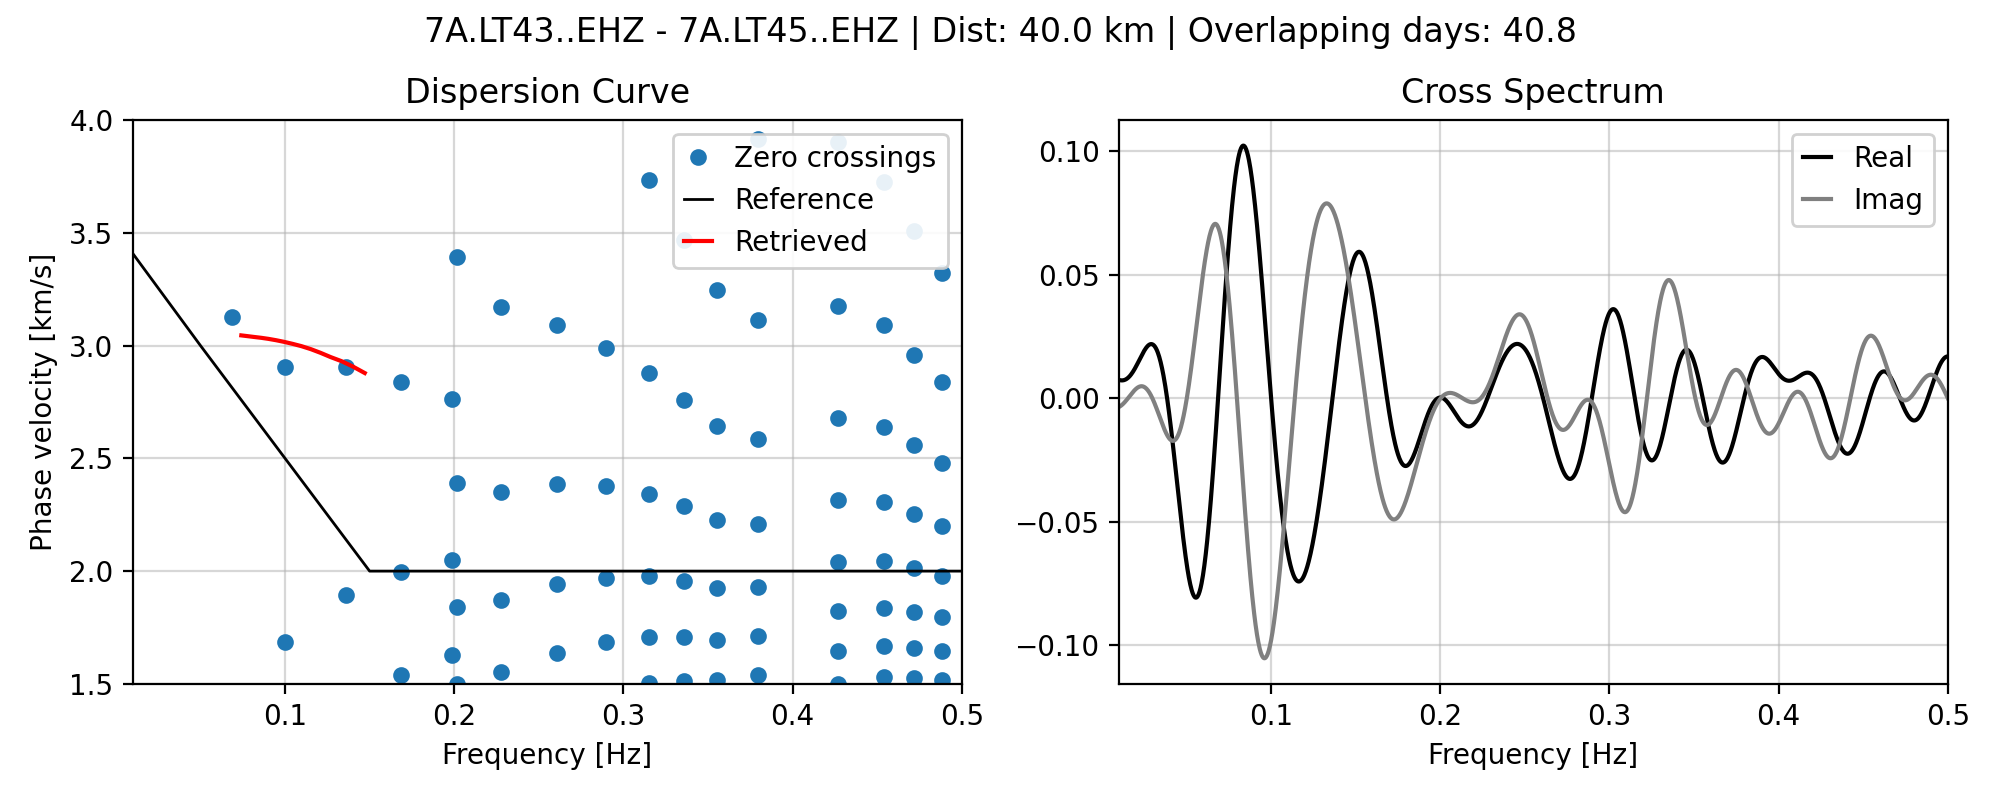 7A.LT43..EHZ - 7A.LT45..EHZ | Dist: 40.0 km | Overlapping days: 40.8
Dispersion Curve
Phase velocity [km/s]
4.0
3.5
3.0
2.5
2.0
1.5
0.1
0.2
0.3
0.4
0.5
Frequency [Hz]
Zero crossings
Reference
Retrieved
Cross Spectrum
0.10
0.05
0.00
−0.05
−0.10
0.1
0.2
0.3
0.4
0.5
Frequency [Hz]
Real
Imag